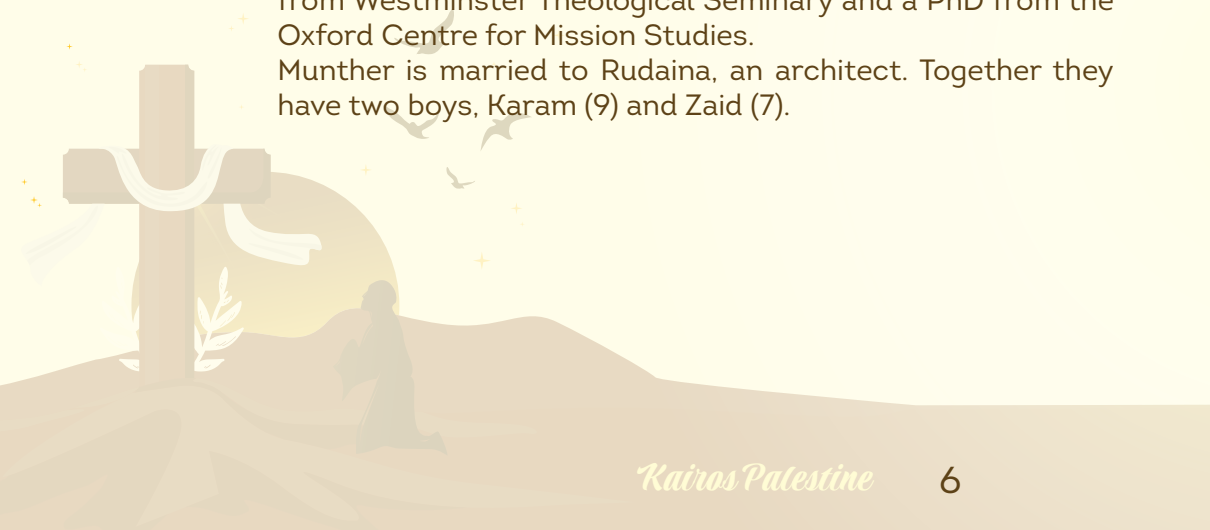 from Westminster Theological Seminary and a PhD from the
Oxford Centre for Mission Studies.
Munther is married to Rudaina, an architect. Together they
have two boys, Karam (9) and Zaid (7).
Kairos Palestine 6